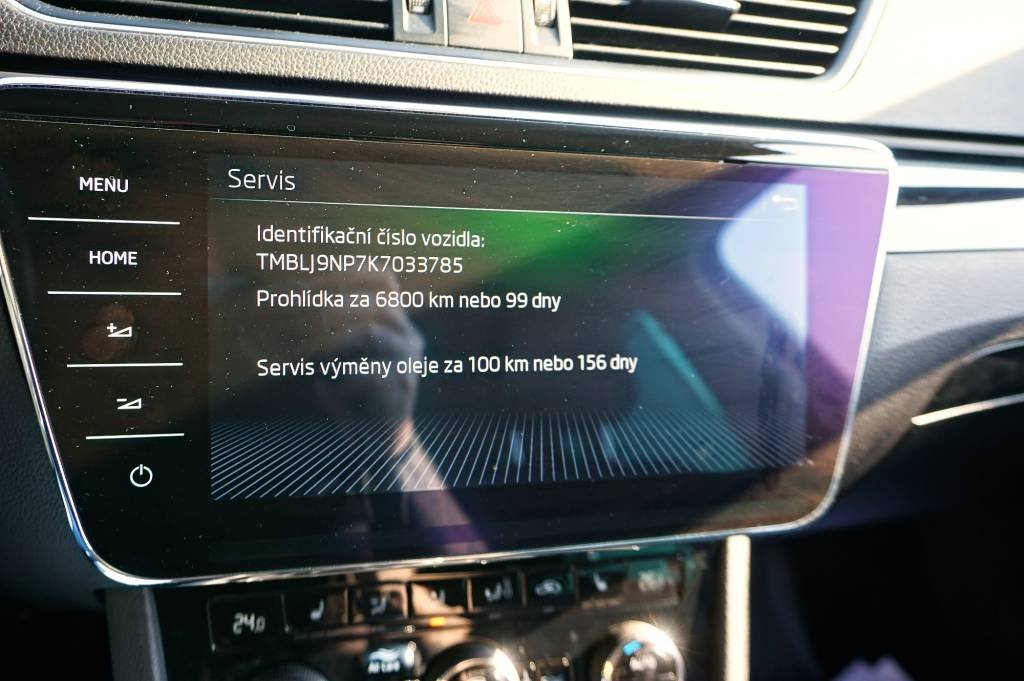 MENU
Servis
HOME
Identifikační číslo vozidla:
TMBLJ9NP7K7033785
Prohlídka za 6800 km nebo 99 dny
Servis výměny oleje za 100 km nebo 156 dny
24.0